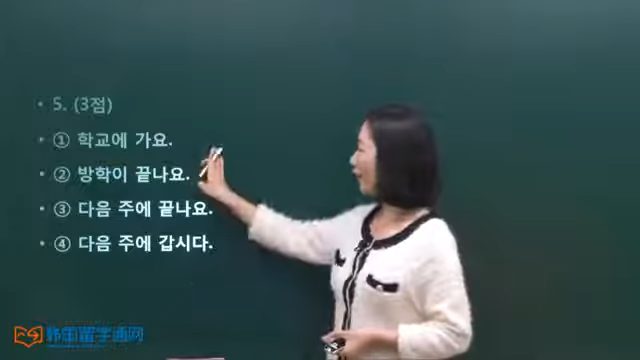 5. (3점)
① 학교에 가요.
② 방학이 끝나요.
③ 다음 주에 끝나요.
④ 다음 주에 갑시다.
韩国留学通网